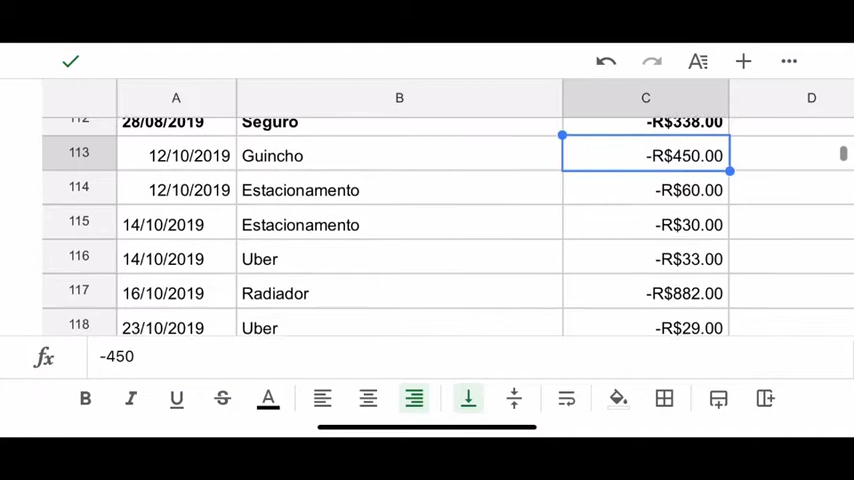 A B C D
112 28/08/2019 Seguro -R$338.00
113 12/10/2019 Guincho -R$450.00
114 12/10/2019 Estacionamento -R$60.00
115 14/10/2019 Estacionamento -R$30.00
116 14/10/2019 Uber -R$33.00
117 16/10/2019 Radiador -R$882.00
118 23/10/2019 Uber -R$29.00
fx -450
B I U S A